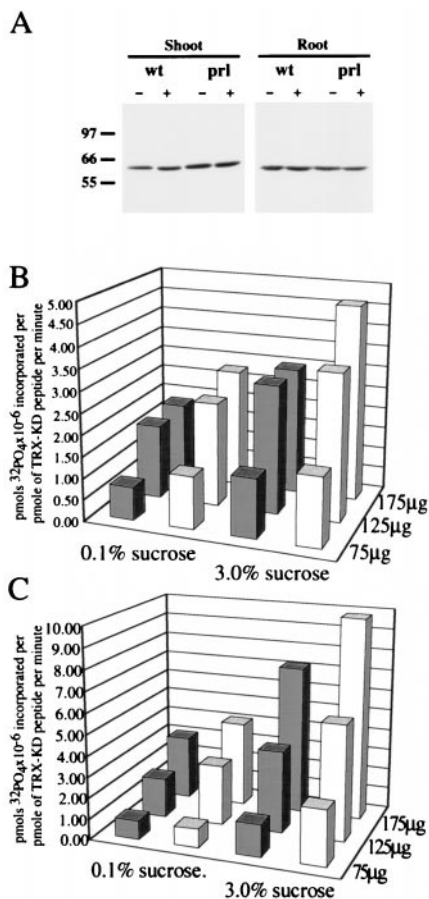 A
Shoot Root
wt prl wt prl
– + – + – + – +
97
66
55
B
pmols ³²PO₄x10⁻⁶ incorporated per
pmole of TRX-KD peptide per minute
5.00
4.50
4.00
3.50
3.00
2.50
2.00
1.50
1.00
0.50
0.00
0.1% sucrose
3.0% sucrose
175µg
125µg
75µg
C
pmols ³²PO₄x10⁻⁶ incorporated per
pmole of TRX-KD peptide per minute
10.00
9.00
8.00
7.00
6.00
5.00
4.00
3.00
2.00
1.00
0.00
0.1% sucrose.
3.0% sucrose
175µg
125µg
75µg